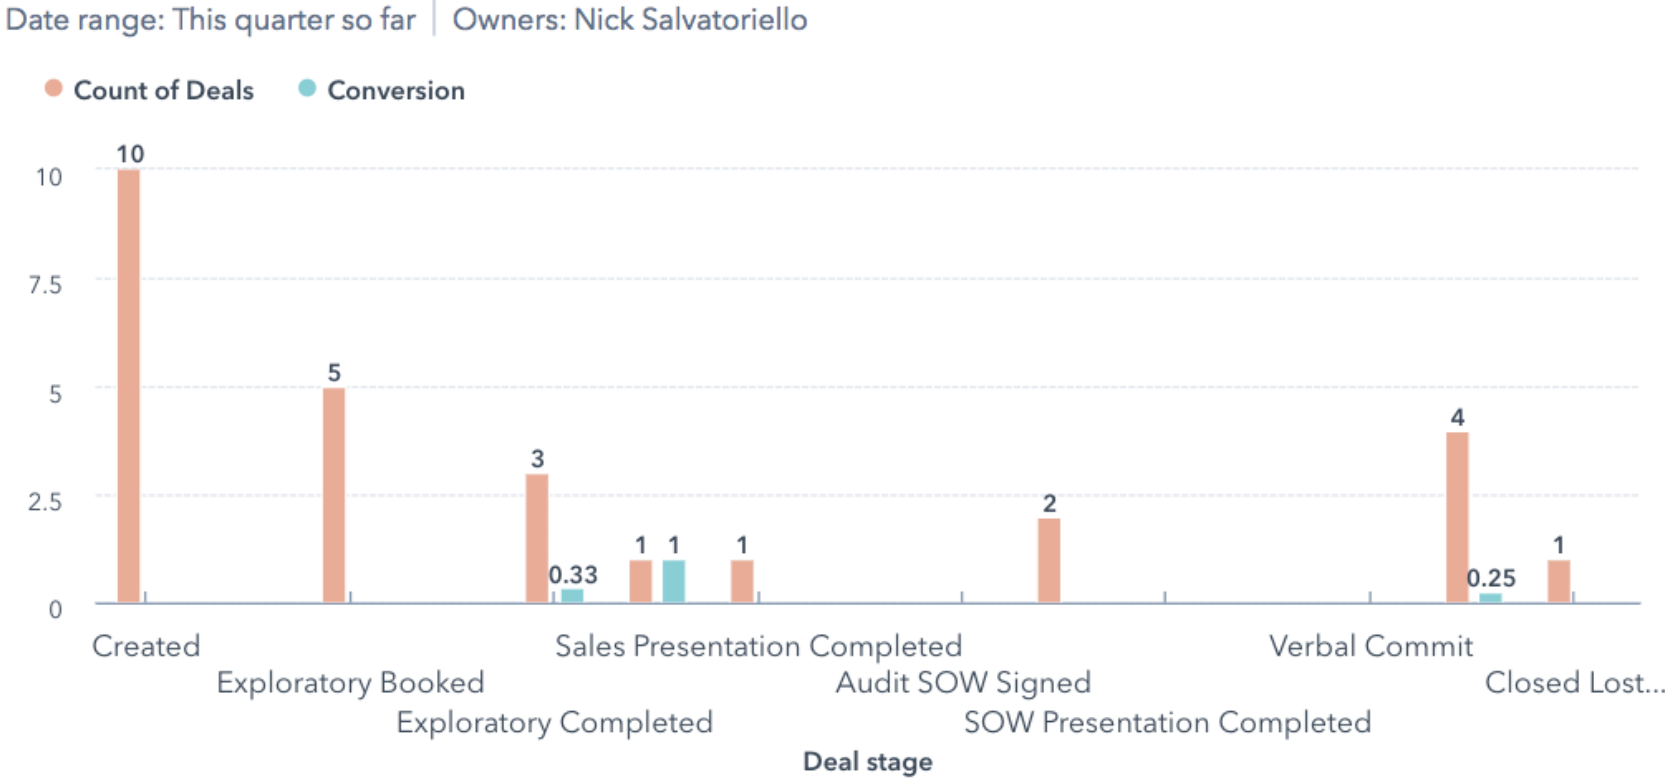 Date range: This quarter so far | Owners: Nick Salvatoriello
Count of Deals Conversion
10
10
7.5
5
5
4
3
2.5
2
1 1 1 1
0.33 0.25
0
Created Sales Presentation Completed Verbal Commit
Exploratory Booked Audit SOW Signed Closed Lost...
Exploratory Completed SOW Presentation Completed
Deal stage